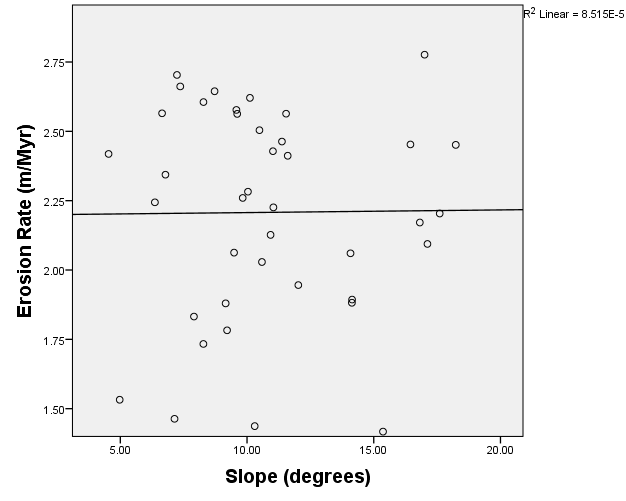 R² Linear = 8.515E-5
2.75
2.50
2.25
2.00
1.75
1.50
Erosion Rate (m/Myr)
5.00 10.00 15.00 20.00
Slope (degrees)